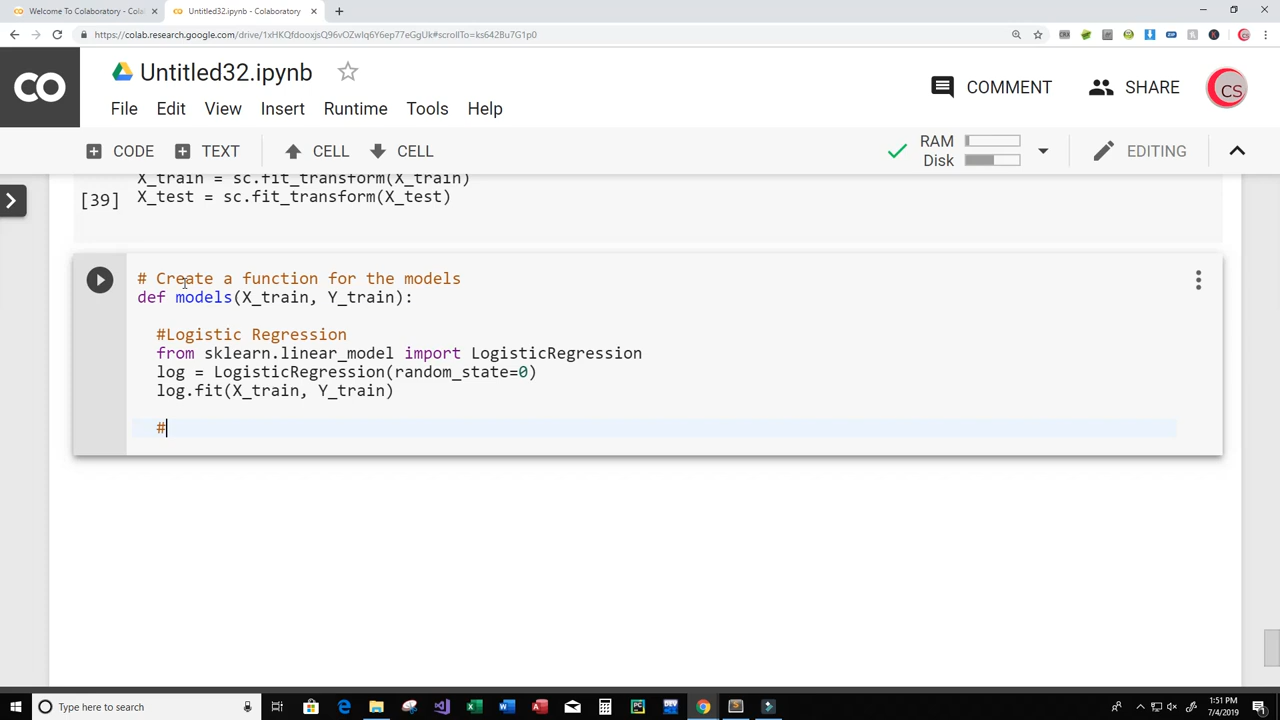 Welcome To Colaboratory - Colab
Untitled32.ipynb - Colaboratory
https://colab.research.google.com/drive/1xHKQfdooxjsQ96vOZwIq6Y6ep77eGgUk#scrollTo=ks642Bu7G1p0
CO
Untitled32.ipynb
COMMENT
SHARE
CS
File Edit View Insert Runtime Tools Help
CODE TEXT CELL CELL
RAM
Disk
EDITING
X_train = sc.fit_transform(X_train)
[39] X_test = sc.fit_transform(X_test)
# Create a function for the models
def models(X_train, Y_train):
#Logistic Regression
from sklearn.linear_model import LogisticRegression
log = LogisticRegression(random_state=0)
log.fit(X_train, Y_train)
#
Type here to search
1:51 PM
7/4/2019